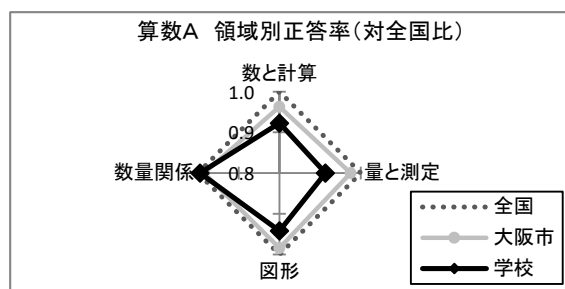 算数A 領域別正答率(対全国比)
数と計算
1.0
0.9
数量関係
0.8
量と測定
図形
全国
大阪市
学校